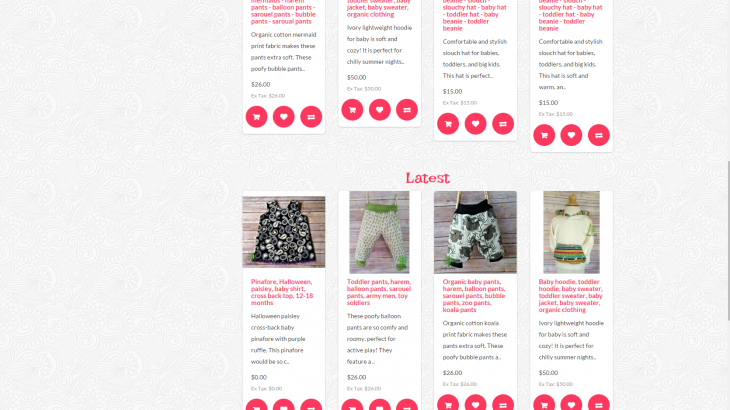 mermaids - harem
pants - balloon pants -
sarouel pants - bubble
pants - saroual pants
Organic cotton mermaid
print fabric makes these
pants extra soft. These
poofy bubble pants..
$26.00
Ex Tax: $26.00
toddler sweater, baby
jacket, baby sweater,
organic clothing
Ivory lightweight hoodie
for baby is soft and
cozy! It is perfect for
chilly summer nights..
$50.00
Ex Tax: $50.00
beanie - slouch -
slouchy hat - baby hat
- toddler hat - baby
beanie - toddler
beanie
Comfortable and stylish
slouch hat for babies,
toddlers, and big kids.
This hat is perfect..
$15.00
Ex Tax: $15.00
beanie - slouch -
slouchy hat - baby hat
- toddler hat - baby
beanie - toddler
beanie
Comfortable and stylish
slouch hat for babies,
toddlers, and big kids.
This hat is soft and
warm, an..
$15.00
Ex Tax: $15.00
Latest
Pinafore, Halloween,
paisley, baby shirt,
cross back top, 12-18
months
Halloween paisley
cross-back baby
pinafore with purple
ruffle. This pinafore
would be so c..
$0.00
Ex Tax: $0.00
Toddler pants, harem,
balloon pants, sarouel
pants, army men, toy
soldiers
These poofy balloon
pants are so comfy and
roomy, perfect for
active play! They
feature a ..
$26.00
Ex Tax: $26.00
Organic baby pants,
harem, balloon pants,
sarouel pants, bubble
pants, zoo pants,
koala pants
Organic cotton koala
print fabric makes these
pants extra soft. These
poofy bubble pants a..
$26.00
Ex Tax: $26.00
Baby hoodie, toddler
hoodie, baby sweater,
toddler sweater, baby
jacket, baby sweater,
organic clothing
Ivory lightweight hoodie
for baby is soft and
cozy! It is perfect for
chilly summer nights..
$50.00
Ex Tax: $50.00